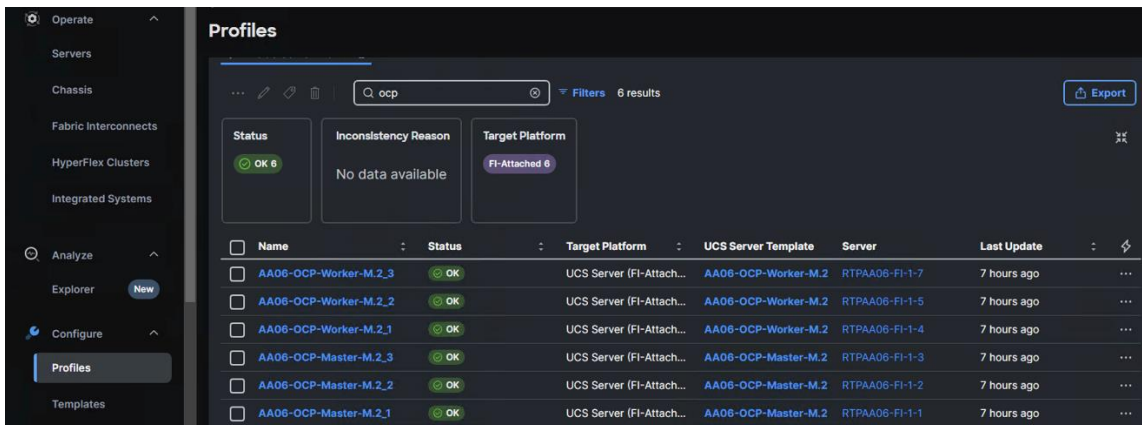 Operate
Servers
Chassis
Fabric Interconnects
HyperFlex Clusters
Integrated Systems
Analyze
Explorer New
Configure
Profiles
Templates
Profiles
ocp Filters 6 results Export
Status Inconsistency Reason Target Platform
OK 6 No data available FI-Attached 6
Name Status Target Platform UCS Server Template Server Last Update
AA06-OCP-Worker-M.2_3 OK UCS Server (FI-Attach... AA06-OCP-Worker-M.2 RTPAA06-FI-1-7 7 hours ago
AA06-OCP-Worker-M.2_2 OK UCS Server (FI-Attach... AA06-OCP-Worker-M.2 RTPAA06-FI-1-5 7 hours ago
AA06-OCP-Worker-M.2_1 OK UCS Server (FI-Attach... AA06-OCP-Worker-M.2 RTPAA06-FI-1-4 7 hours ago
AA06-OCP-Master-M.2_3 OK UCS Server (FI-Attach... AA06-OCP-Master-M.2 RTPAA06-FI-1-3 7 hours ago
AA06-OCP-Master-M.2_2 OK UCS Server (FI-Attach... AA06-OCP-Master-M.2 RTPAA06-FI-1-2 7 hours ago
AA06-OCP-Master-M.2_1 OK UCS Server (FI-Attach... AA06-OCP-Master-M.2 RTPAA06-FI-1-1 7 hours ago